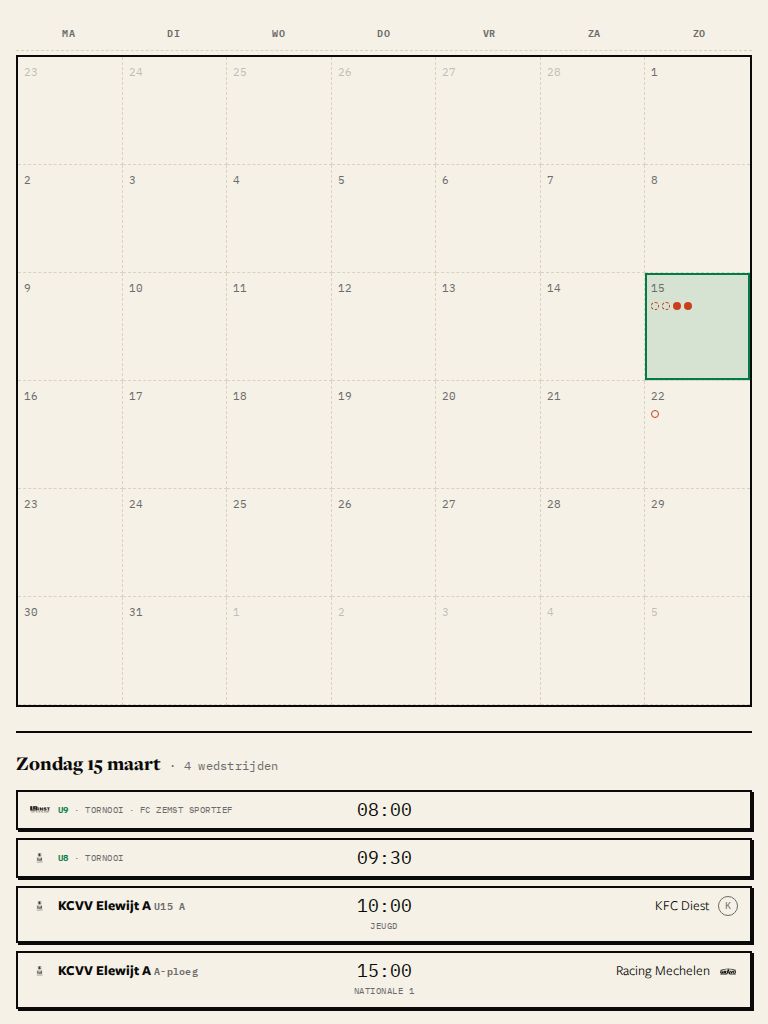 MA DI WO DO VR ZA ZO
23 24 25 26 27 28 1
2 3 4 5 6 7 8
9 10 11 12 13 14 15
16 17 18 19 20 21 22
23 24 25 26 27 28 29
30 31 1 2 3 4 5
Zondag 15 maart · 4 wedstrijden
U9 · TORNOOI · FC ZEMST SPORTIEF 08:00
U8 · TORNOOI 09:30
KCVV Elewijt A U15 A 10:00 KFC Diest K
JEUGD
KCVV Elewijt A A-ploeg 15:00 Racing Mechelen
NATIONALE 1